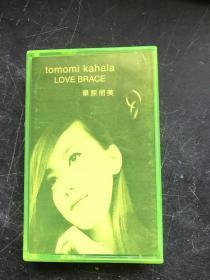 tomomi kahala
LOVE BRACE
華原朋美